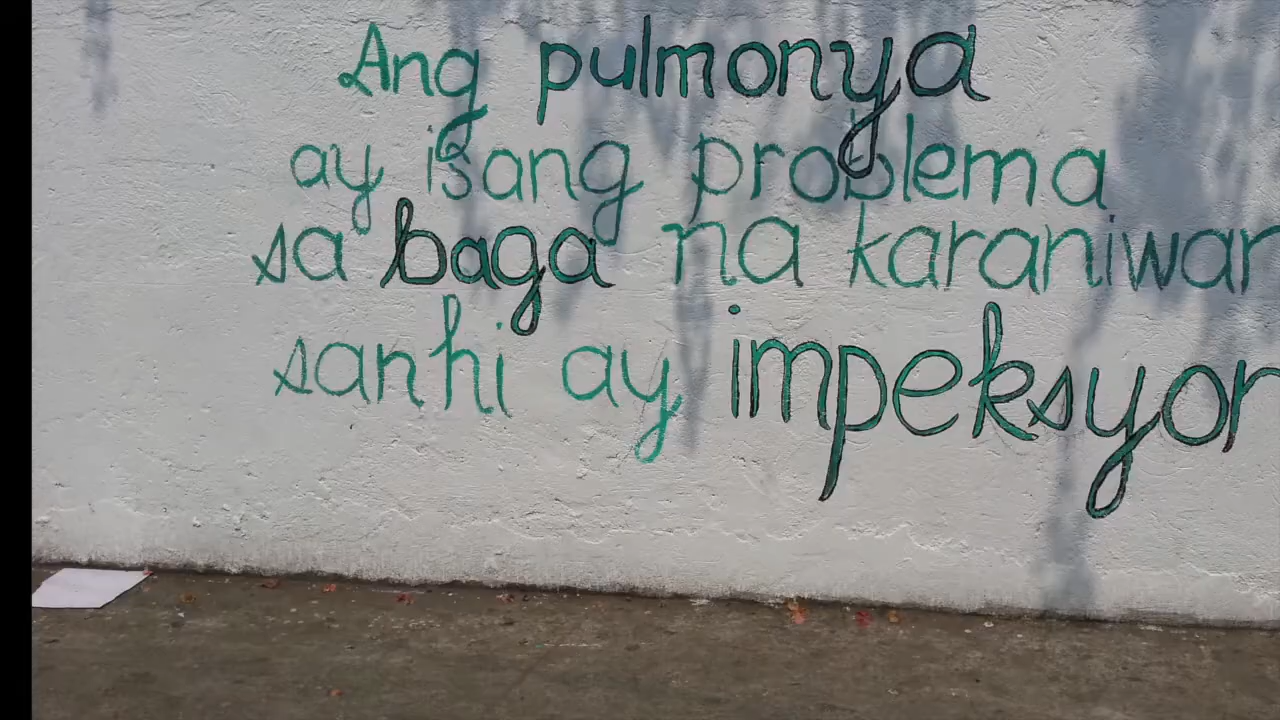 Ang pulmonya
ay isang problema
sa baga na karaniwan
sanhi ay impeksyon